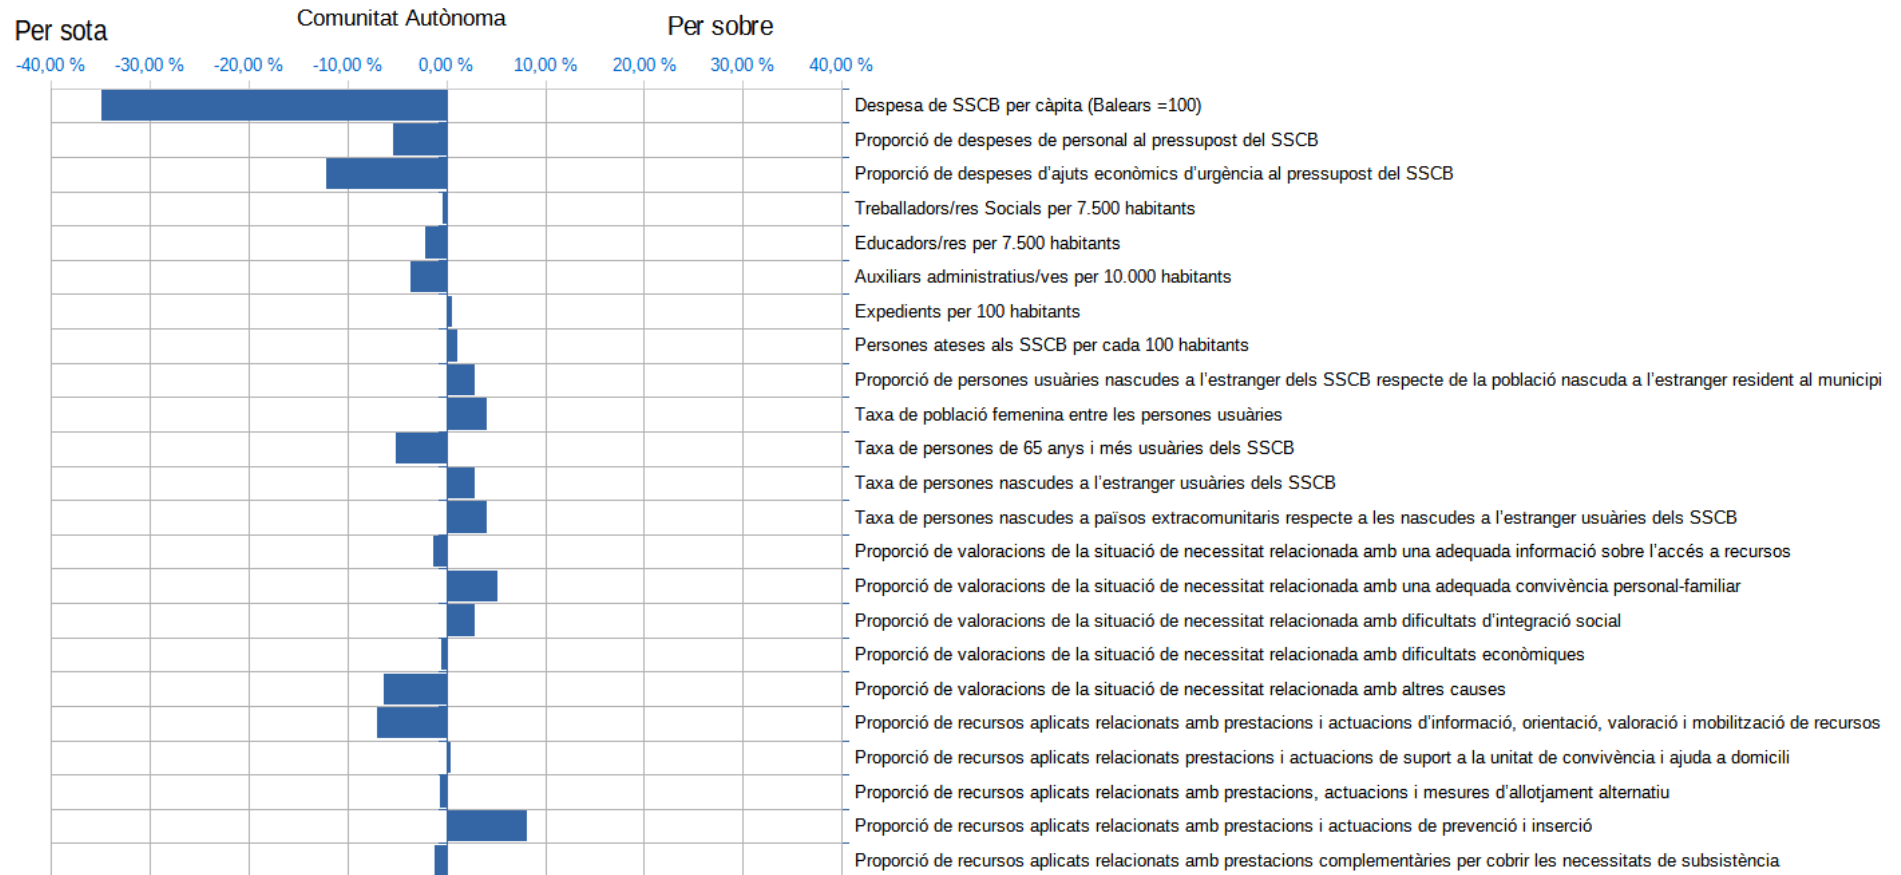 Comunitat Autònoma
Per sota
Per sobre
-40,00 %
-30,00 %
-20,00 %
-10,00 %
0,00 %
10,00 %
20,00 %
30,00 %
40,00 %
Despesa de SSCB per càpita (Balears =100)
Proporció de despeses de personal al pressupost del SSCB
Proporció de despeses d’ajuts econòmics d’urgència al pressupost del SSCB
Treballadors/res Socials per 7.500 habitants
Educadors/res per 7.500 habitants
Auxiliars administratius/ves per 10.000 habitants
Expedients per 100 habitants
Persones ateses als SSCB per cada 100 habitants
Proporció de persones usuàries nascudes a l’estranger dels SSCB respecte de la població nascuda a l’estranger resident al municipi
Taxa de població femenina entre les persones usuàries
Taxa de persones de 65 anys i més usuàries dels SSCB
Taxa de persones nascudes a l’estranger usuàries dels SSCB
Taxa de persones nascudes a països extracomunitaris respecte a les nascudes a l’estranger usuàries dels SSCB
Proporció de valoracions de la situació de necessitat relacionada amb una adequada informació sobre l’accés a recursos
Proporció de valoracions de la situació de necessitat relacionada amb una adequada convivència personal-familiar
Proporció de valoracions de la situació de necessitat relacionada amb dificultats d’integració social
Proporció de valoracions de la situació de necessitat relacionada amb dificultats econòmiques
Proporció de valoracions de la situació de necessitat relacionada amb altres causes
Proporció de recursos aplicats relacionats amb prestacions i actuacions d’informació, orientació, valoració i mobilització de recursos
Proporció de recursos aplicats relacionats prestacions i actuacions de suport a la unitat de convivència i ajuda a domicili
Proporció de recursos aplicats relacionats amb prestacions, actuacions i mesures d’allotjament alternatiu
Proporció de recursos aplicats relacionats amb prestacions i actuacions de prevenció i inserció
Proporció de recursos aplicats relacionats amb prestacions complementàries per cobrir les necessitats de subsistència